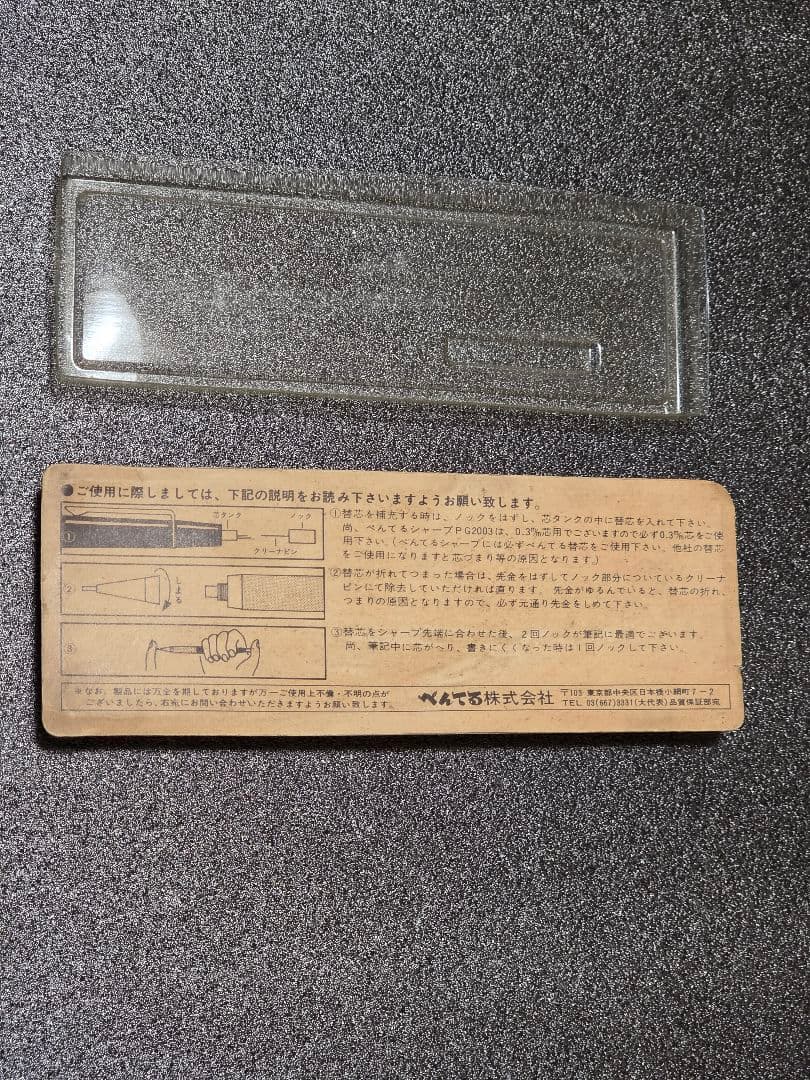 ●ご使用に際しましては、下記の説明をお読み下さいますようお願い致します。
芯タンク
ノック
クリーナピン
①
①替芯を補充する時は、ノックをはずし、芯タンクの中に替芯を入れて下さい。
尚、ぺんてるシャープPG2003は、0.3㎜芯用でございますので必ず0.3㎜芯をご使
用下さい。(ぺんてるシャープには必ずぺんてる替芯をご使用下さい。他社の替芯
をご使用になりますと芯づまり等の原因となります。)
②
しまる
②替芯が折れてつまった場合は、先金をはずしてノック部分についているクリーナ
ピンにて除去していただければ直ります。先金がゆるんでいると、替芯の折れ、
つまりの原因となりますので、必ず元通り先金をしめて下さい。
③
③替芯をシャープ先端に合わせた後、2回ノックが筆記に最適でございます。
尚、筆記中に芯がへり、書きにくくなった時は1回ノックして下さい。
※なお、製品には万全を期しておりますが万一ご使用上不備・不明の点が
ございましたら、右宛にお問い合わせいただきますようお願い致します。
ぺんてる株式会社
〒103 東京都中央区日本橋小網町7-2
TEL 03(667)3331(大代表)品質保証部宛